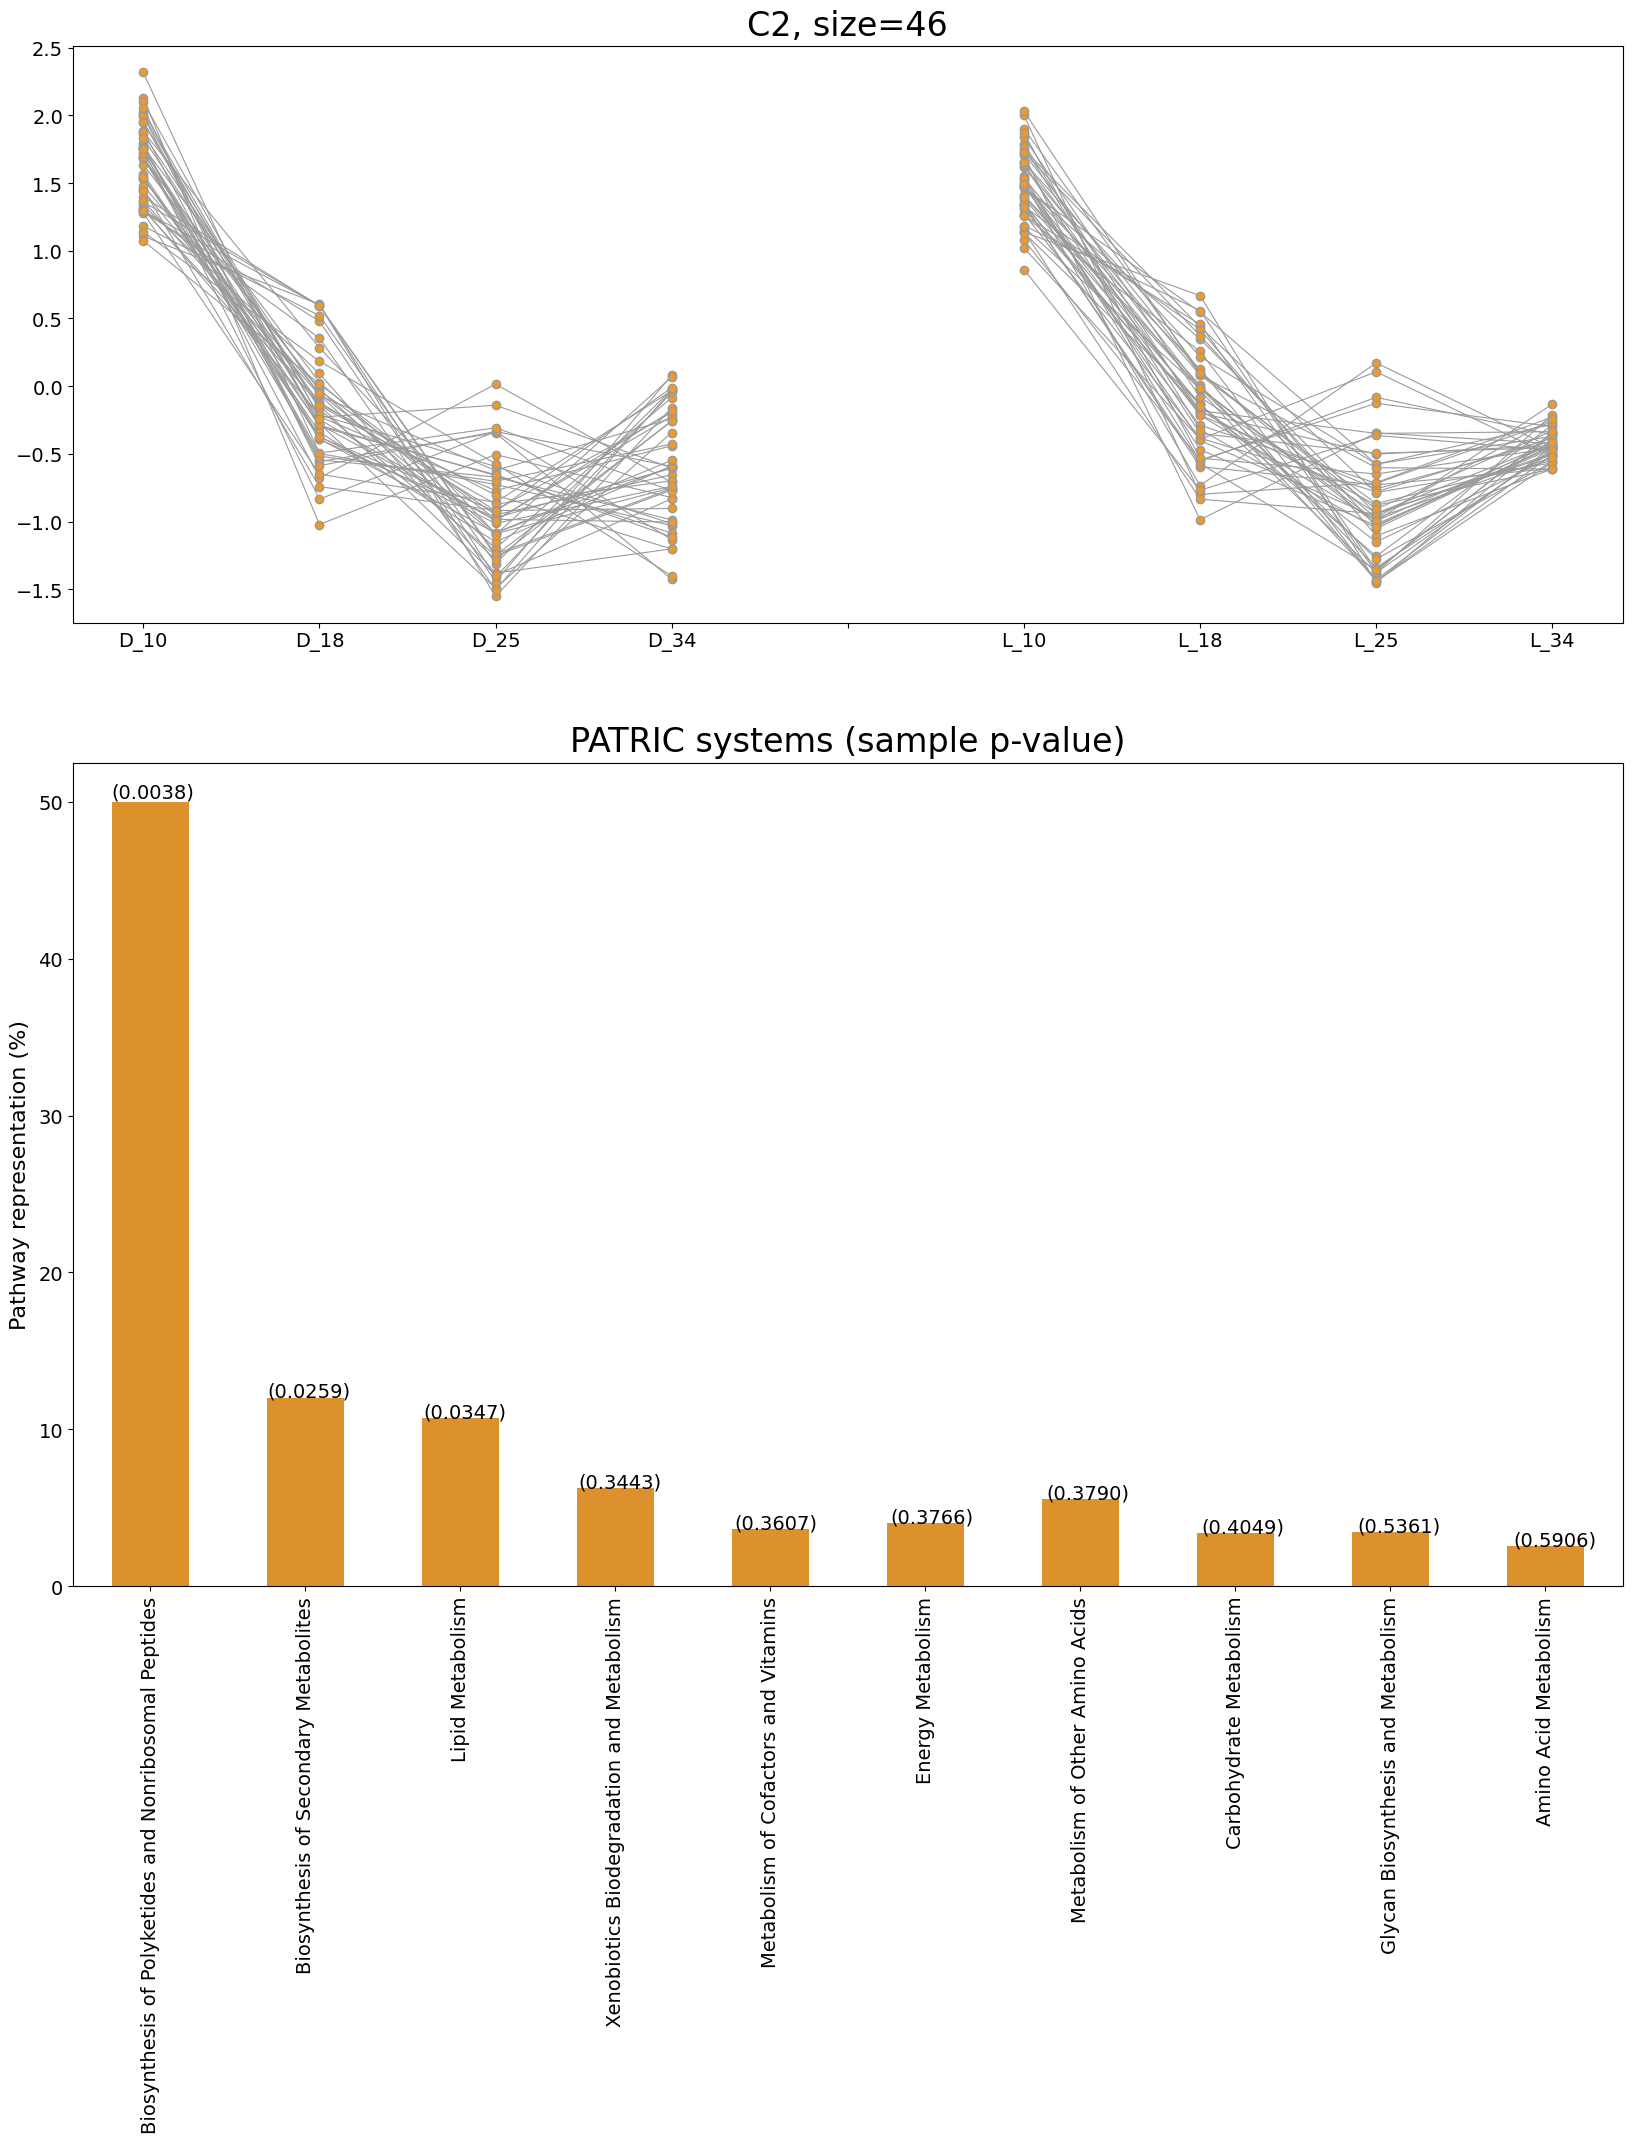 C2, size=46
2.5
2.0
1.5
1.0
0.5
0.0
−0.5
−1.0
−1.5
D_10 D_18 D_25 D_34 L_10 L_18 L_25 L_34
PATRIC systems (sample p-value)
Pathway representation (%)
50
40
30
20
10
0
(0.0038)
(0.0259)
(0.0347)
(0.3443)
(0.3607)
(0.3766)
(0.3790)
(0.4049)
(0.5361)
(0.5906)
Biosynthesis of Polyketides and Nonribosomal Peptides
Biosynthesis of Secondary Metabolites
Lipid Metabolism
Xenobiotics Biodegradation and Metabolism
Metabolism of Cofactors and Vitamins
Energy Metabolism
Metabolism of Other Amino Acids
Carbohydrate Metabolism
Glycan Biosynthesis and Metabolism
Amino Acid Metabolism